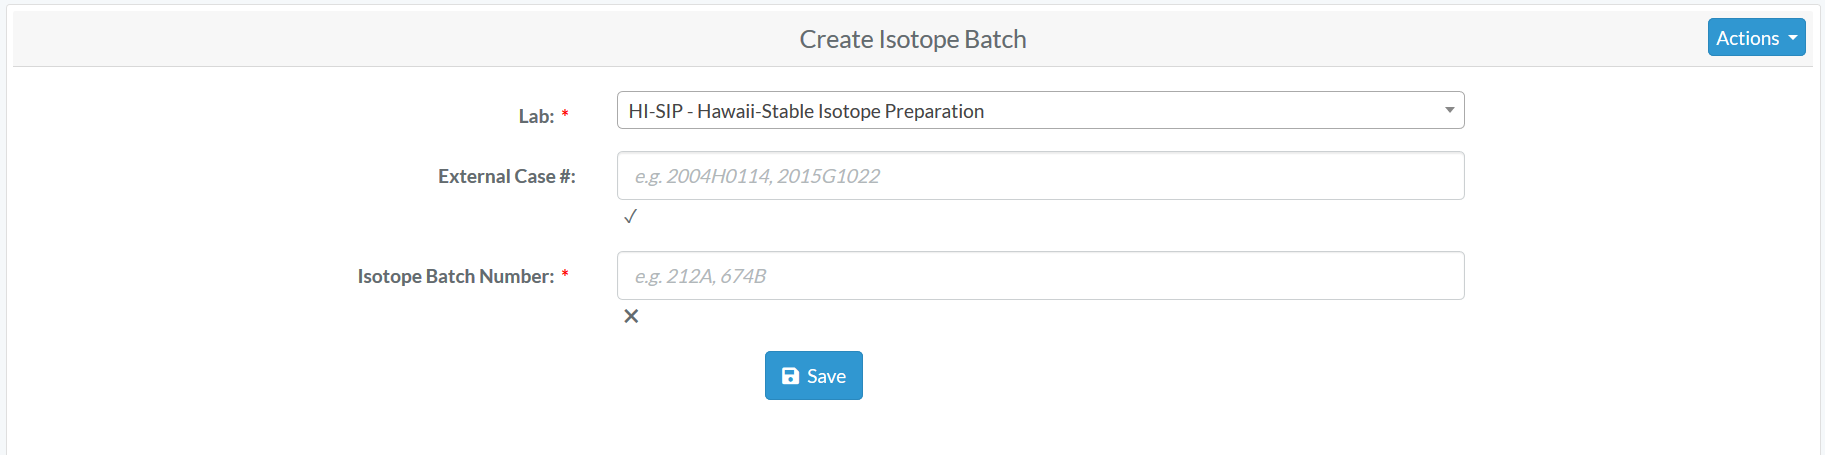 Create Isotope Batch
Actions
Lab: *
HI-SIP - Hawaii-Stable Isotope Preparation
External Case #:
e.g. 2004H0114, 2015G1022
Isotope Batch Number: *
e.g. 212A, 674B
Save